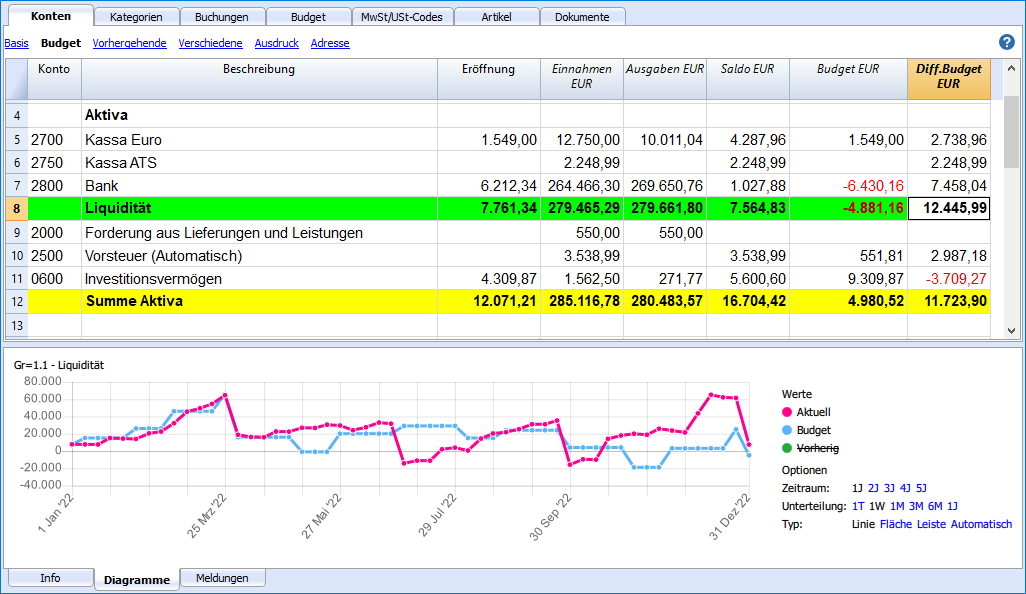 Konten Kategorien Buchungen Budget MwSt/USt-Codes Artikel Dokumente
Basis Budget Vorhergehende Verschiedene Ausdruck Adresse ?
Konto Beschreibung Eröffnung Einnahmen EUR Ausgaben EUR Saldo EUR Budget EUR Diff.Budget EUR
4 Aktiva
5 2700 Kassa Euro 1.549,00 12.750,00 10.011,04 4.287,96 1.549,00 2.738,96
6 2750 Kassa ATS 2.248,99 2.248,99 2.248,99
7 2800 Bank 6.212,34 264.466,30 269.650,76 1.027,88 -6.430,16 7.458,04
8 Liquidität 7.761,34 279.465,29 279.661,80 7.564,83 -4.881,16 12.445,99
9 2000 Forderung aus Lieferungen und Leistungen 550,00 550,00
10 2500 Vorsteuer (Automatisch) 3.538,99 3.538,99 551,81 2.987,18
11 0600 Investitionsvermögen 4.309,87 1.562,50 271,77 5.600,60 9.309,87 -3.709,27
12 Summe Aktiva 12.071,21 285.116,78 280.483,57 16.704,42 4.980,52 11.723,90
13
Gr=1.1 - Liquidität
80.000
60.000
40.000
20.000
0
-20.000
-40.000
1 Jan '22 25 Mrz '22 27 Mai '22 29 Jul '22 30 Sep '22 31 Dez '22
Werte
Aktuell
Budget
Vorherig
Optionen
Zeitraum: 1J 2J 3J 4J 5J
Unterteilung: 1T 1W 1M 3M 6M 1J
Typ: Linie Fläche Leiste Automatisch
Info Diagramme Meldungen